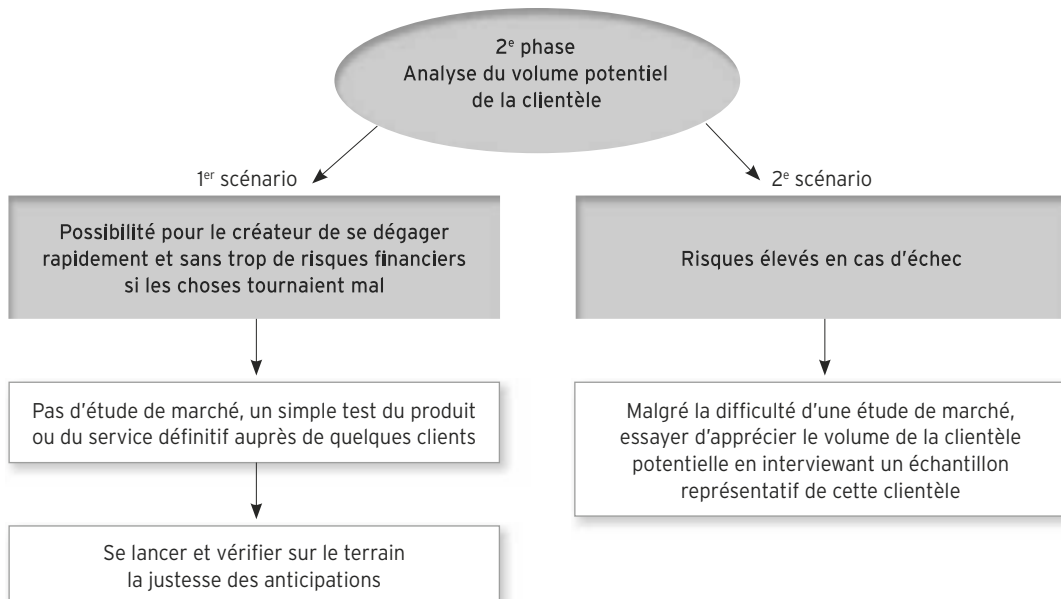 2e phase
Analyse du volume potentiel
de la clientèle
1er scénario
Possibilité pour le créateur de se dégager
rapidement et sans trop de risques financiers
si les choses tournaient mal
Pas d'étude de marché, un simple test du produit
ou du service définitif auprès de quelques clients
Se lancer et vérifier sur le terrain
la justesse des anticipations
2e scénario
Risques élevés en cas d'échec
Malgré la difficulté d'une étude de marché,
essayer d'apprécier le volume de la clientèle
potentielle en interviewant un échantillon
représentatif de cette clientèle